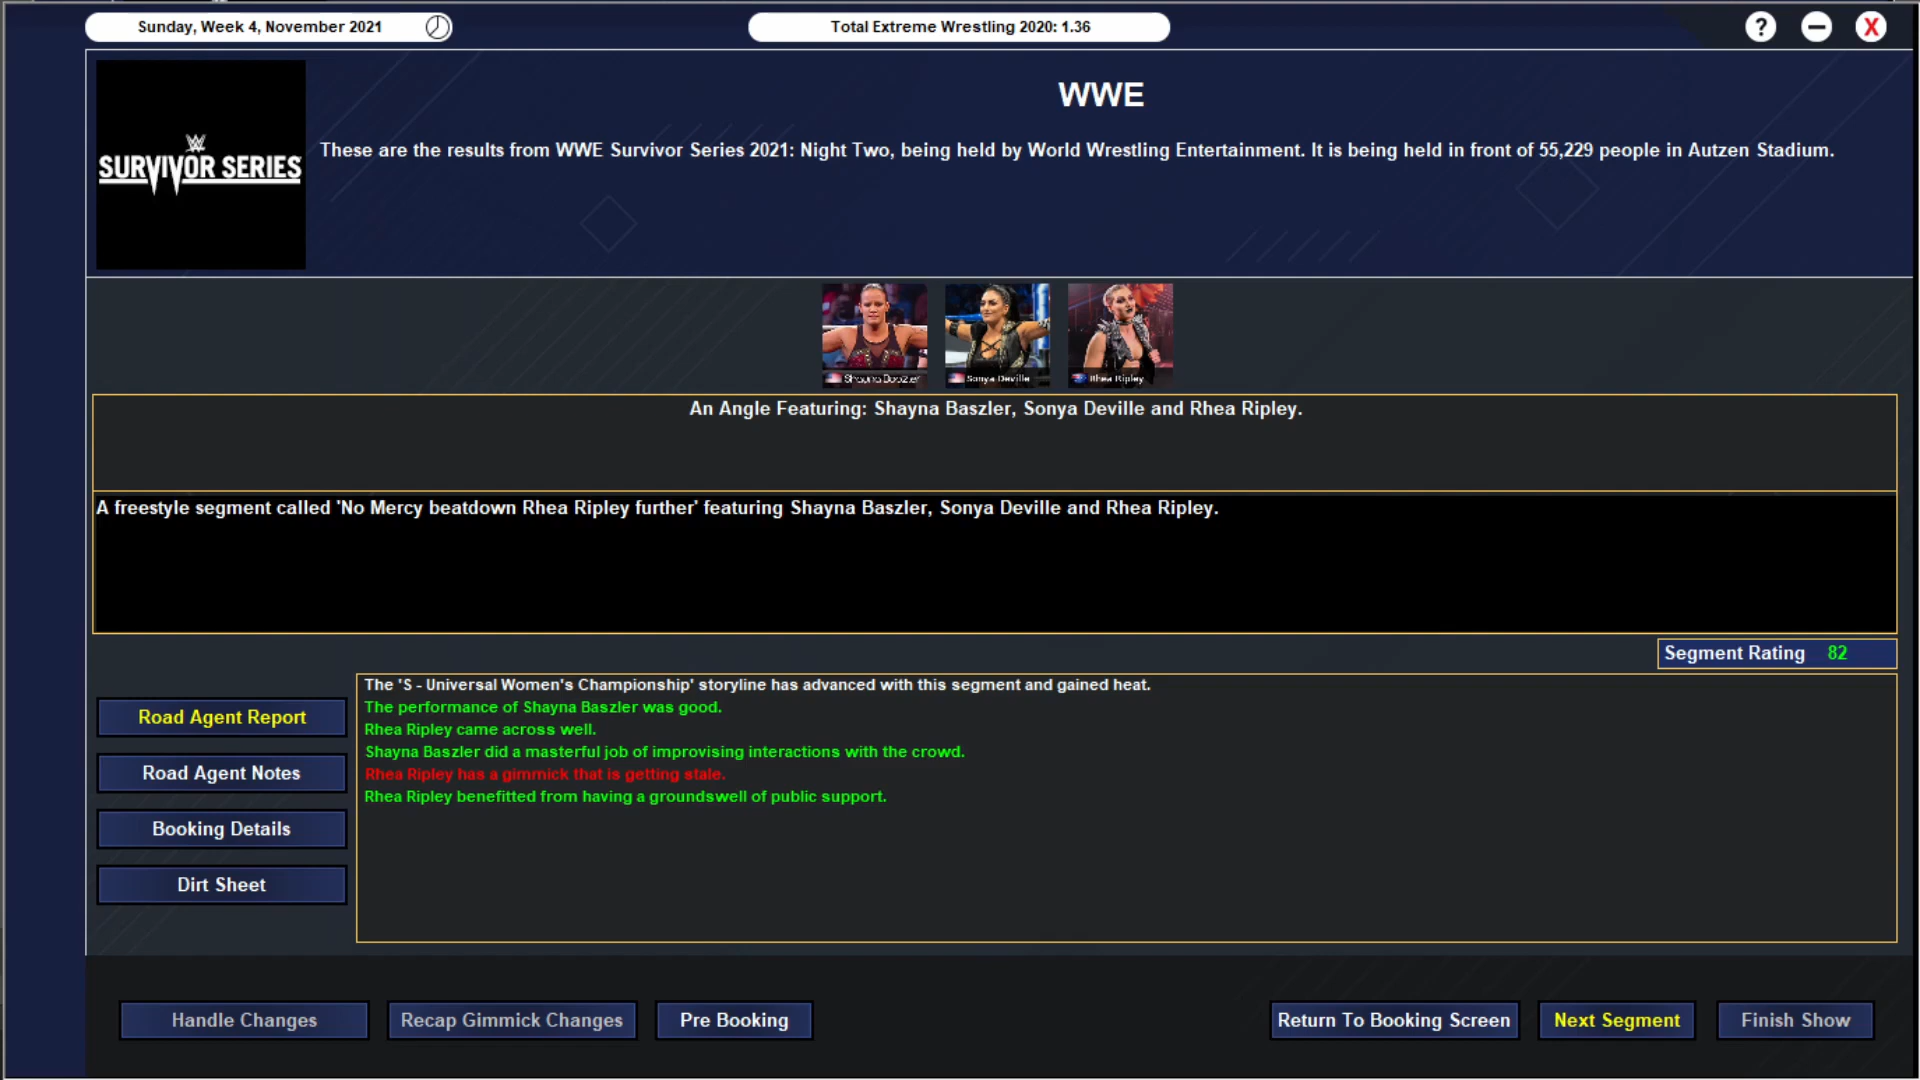 Sunday, Week 4, November 2021
Total Extreme Wrestling 2020: 1.36
?
X
WWE
W
SURVIVOR SERIES
These are the results from WWE Survivor Series 2021: Night Two, being held by World Wrestling Entertainment. It is being held in front of 55,229 people in Autzen Stadium.
Shayna Baszler
Sonya Deville
Rhea Ripley
An Angle Featuring: Shayna Baszler, Sonya Deville and Rhea Ripley.
A freestyle segment called 'No Mercy beatdown Rhea Ripley further' featuring Shayna Baszler, Sonya Deville and Rhea Ripley.
Segment Rating 82
The 'S - Universal Women's Championship' storyline has advanced with this segment and gained heat.
The performance of Shayna Baszler was good.
Rhea Ripley came across well.
Shayna Baszler did a masterful job of improvising interactions with the crowd.
Rhea Ripley has a gimmick that is getting stale.
Rhea Ripley benefitted from having a groundswell of public support.
Road Agent Report
Road Agent Notes
Booking Details
Dirt Sheet
Handle Changes
Recap Gimmick Changes
Pre Booking
Return To Booking Screen
Next Segment
Finish Show